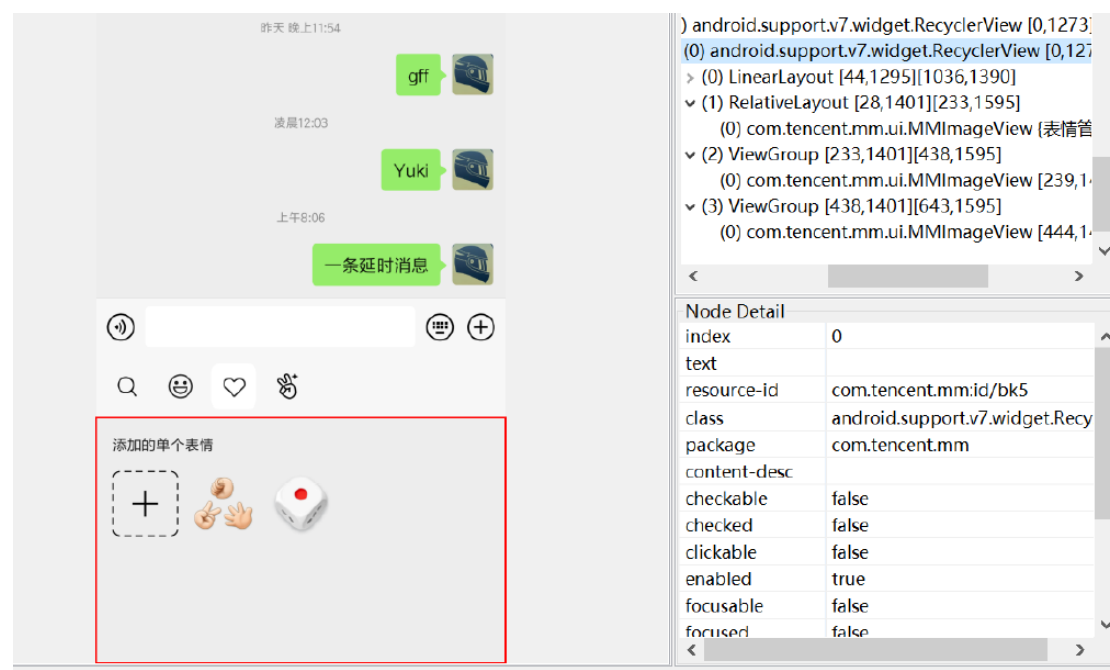 昨天 晚上11:54
gff
凌晨12:03
Yuki
上午8:06
一条延时消息
添加的单个表情
) android.support.v7.widget.RecyclerView [0,1273]
(0) android.support.v7.widget.RecyclerView [0,127
(0) LinearLayout [44,1295][1036,1390]
(1) RelativeLayout [28,1401][233,1595]
(0) com.tencent.mm.ui.MMImageView {表情管
(2) ViewGroup [233,1401][438,1595]
(0) com.tencent.mm.ui.MMImageView [239,1
(3) ViewGroup [438,1401][643,1595]
(0) com.tencent.mm.ui.MMImageView [444,1
Node Detail
index 0
text
resource-id com.tencent.mm:id/bk5
class android.support.v7.widget.Recy
package com.tencent.mm
content-desc
checkable false
checked false
clickable false
enabled true
focusable false
focused false